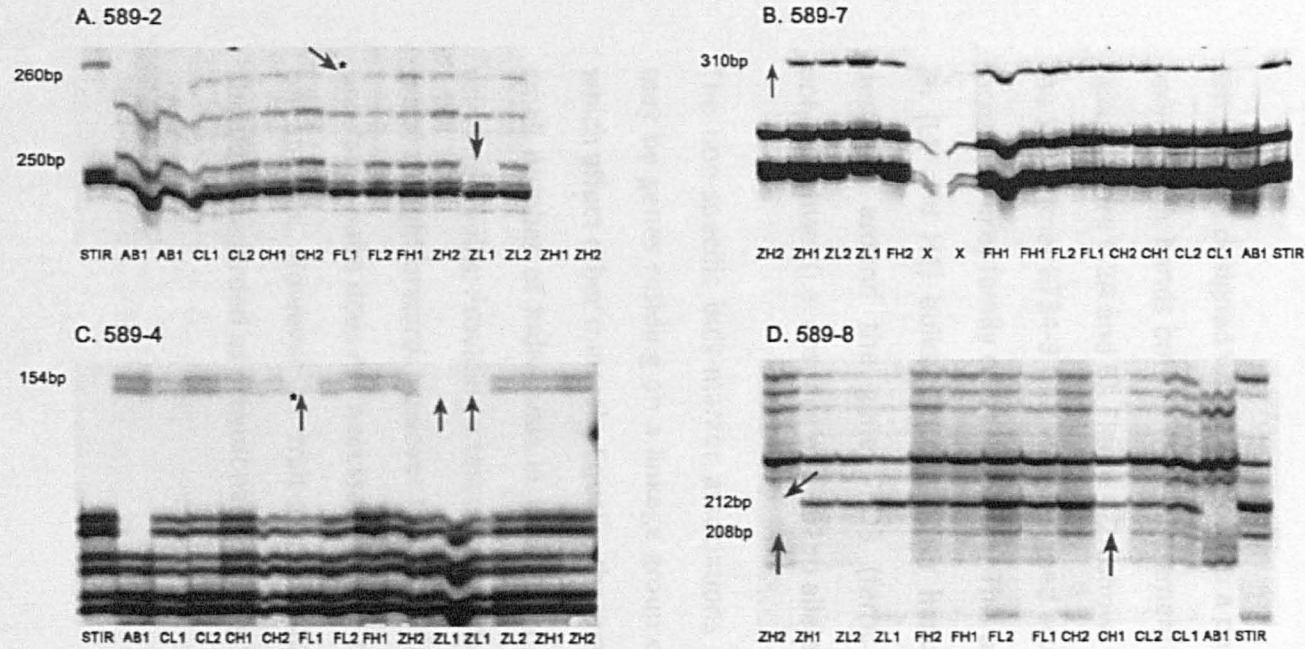 A. 589-2
260bp
*
250bp
STIR AB1 AB1 CL1 CL2 CH1 CH2 FL1 FL2 FH1 ZH2 ZL1 ZL2 ZH1 ZH2
B. 589-7
310bp
ZH2 ZH1 ZL2 ZL1 FH2 X X FH1 FH1 FL2 FL1 CH2 CH1 CL2 CL1 AB1 STIR
C. 589-4
154bp
*
STIR AB1 CL1 CL2 CH1 CH2 FL1 FL2 FH1 ZH2 ZL1 ZL1 ZL2 ZH1 ZH2
D. 589-8
212bp
208bp
ZH2 ZH1 ZL2 ZL1 FH2 FH1 FL2 FL1 CH2 CH1 CL2 CL1 AB1 STIR